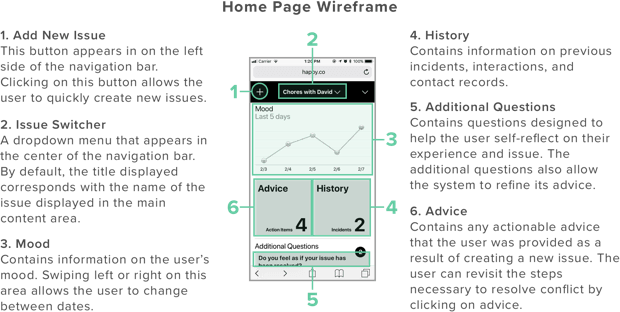 Home Page Wireframe
1. Add New Issue
This button appears in on the left
side of the navigation bar.
Clicking on this button allows the
user to quickly create new issues.
2. Issue Switcher
A dropdown menu that appears in
the center of the navigation bar.
By default, the title displayed
corresponds with the name of the
issue displayed in the main
content area.
3. Mood
Contains information on the user's
mood. Swiping left or right on this
area allows the user to change
between dates.
2
Carrier
1:20 PM
100%
happy.co
1
+
Chores with David
Mood
Last 5 days
3
2/3 2/4 2/5 2/6 2/7
6
Advice
Action Items 4
History
Incidents 2
4
Additional Questions
Do you feel as if your issue has
5
4. History
Contains information on previous
incidents, interactions, and
contact records.
5. Additional Questions
Contains questions designed to
help the user self-reflect on their
experience and issue. The
additional questions also allow
the system to refine its advice.
6. Advice
Contains any actionable advice
that the user was provided as a
result of creating a new issue. The
user can revisit the steps
necessary to resolve conflict by
clicking on advice.